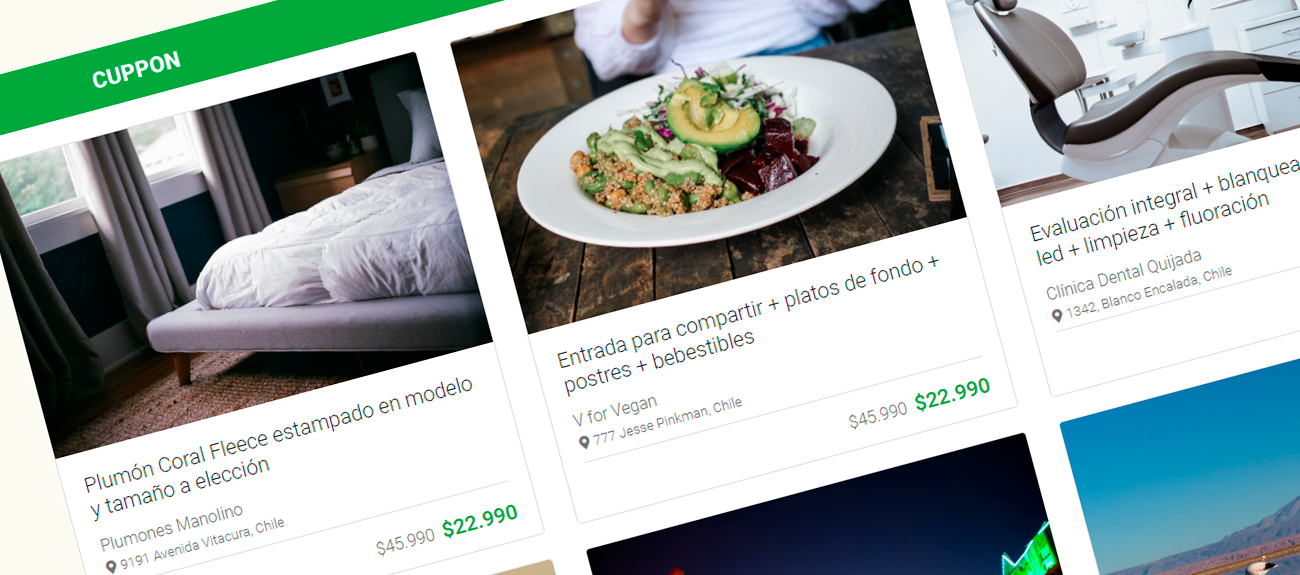 CUPPON
Plumón Coral Fleece estampado en modelo
y tamaño a elección
Plumones Manolino
9191 Avenida Vitacura, Chile
$45.990 $22.990
Entrada para compartir + platos de fondo +
postres + bebestibles
V for Vegan
777 Jesse Pinkman, Chile
$45.990 $22.990
Evaluación integral + blanquea
led + limpieza + fluoración
Clínica Dental Quijada
1342, Blanco Encalada, Chile